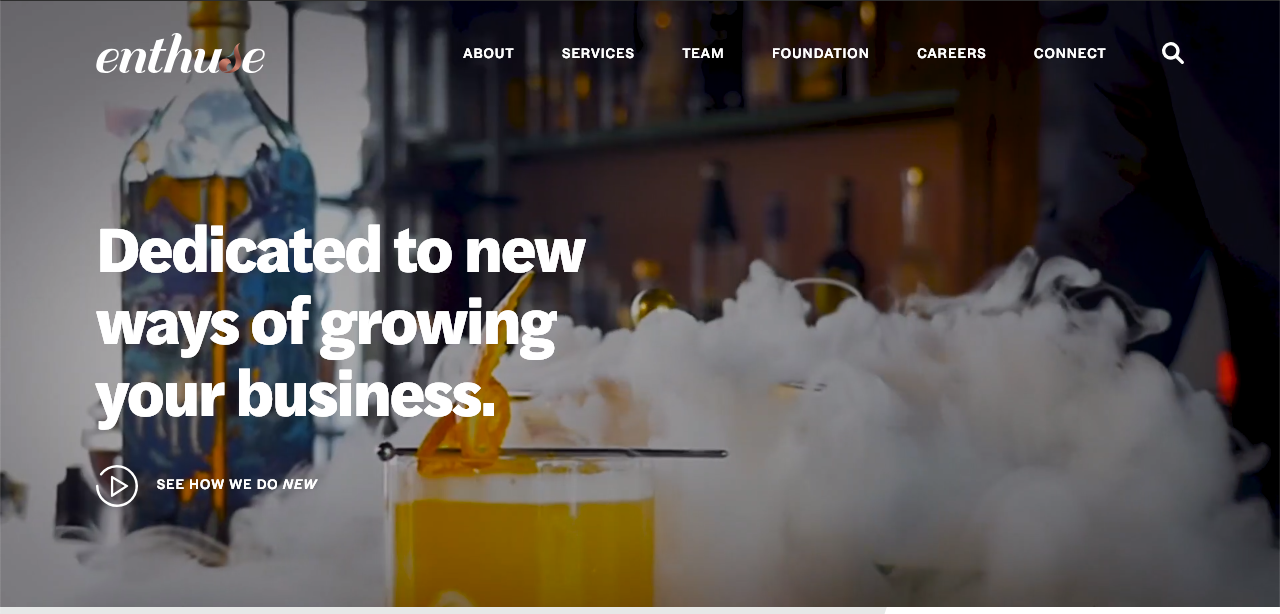 enthuse
ABOUT SERVICES TEAM FOUNDATION CAREERS CONNECT
Dedicated to new
ways of growing
your business.
SEE HOW WE DO NEW